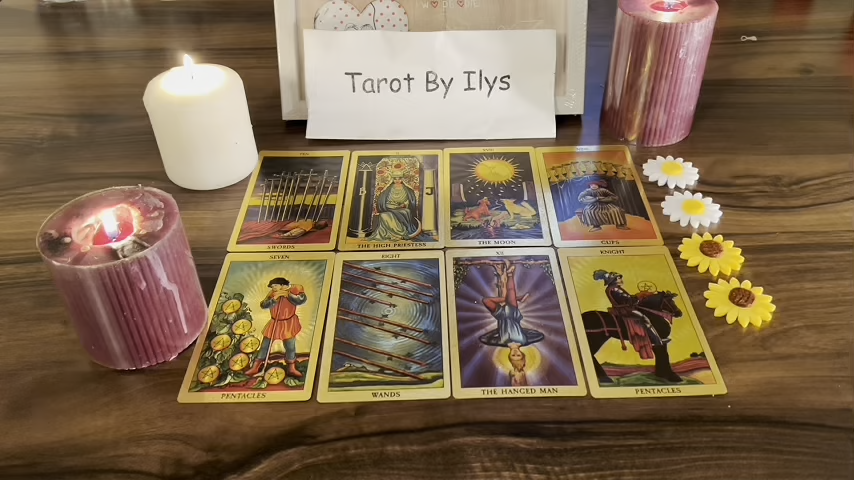 Tarot By Ilys
SWORDS
THE HIGH PRIESTESS
THE MOON
CUPS
SEVEN
EIGHT
XII
KNIGHT
PENTACLES
WANDS
THE HANGED MAN
PENTACLES